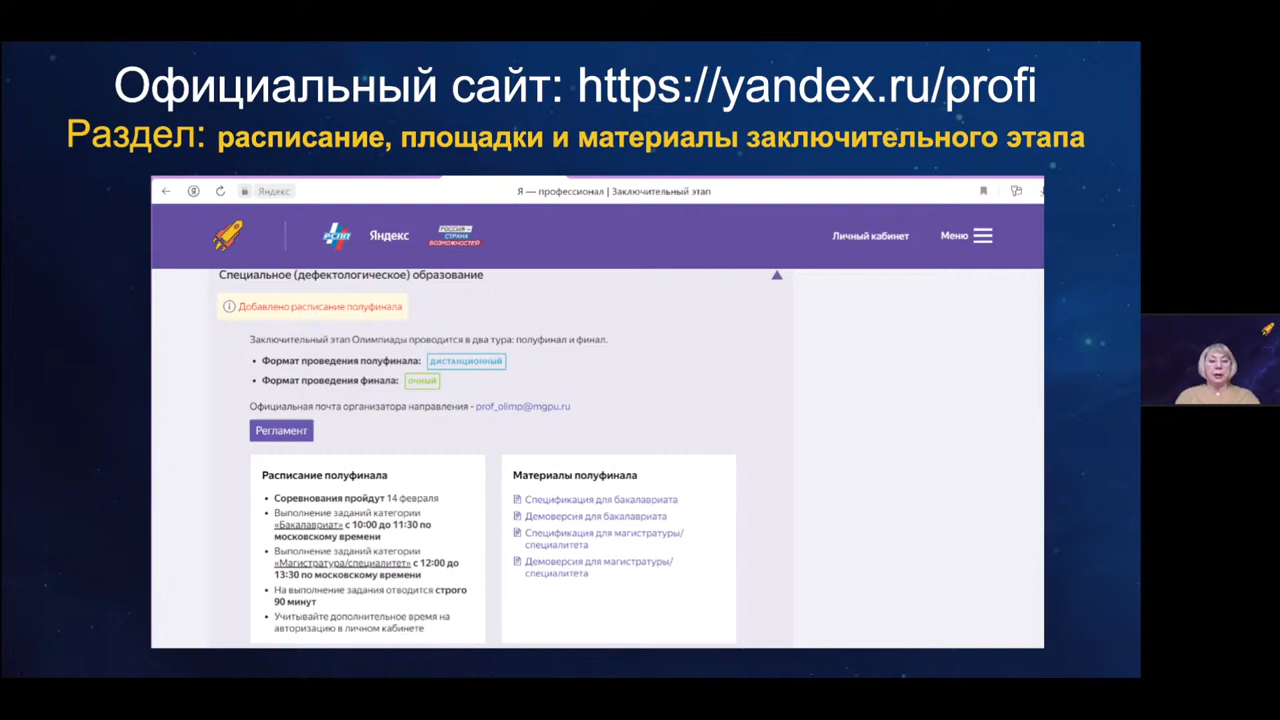 Официальный сайт: https://yandex.ru/profi
Раздел: расписание, площадки и материалы заключительного этапа
Яндекс
Я — профессионал | Заключительный этап
РСПП
Яндекс
РОССИЯ –
СТРАНА
ВОЗМОЖНОСТЕЙ
Личный кабинет
Меню
Специальное (дефектологическое) образование
Добавлено расписание полуфинала
Заключительный этап Олимпиады проводится в два тура: полуфинал и финал.
• Формат проведения полуфинала: ДИСТАНЦИОННЫЙ
• Формат проведения финала: ОЧНЫЙ
Официальная почта организатора направления - prof_olimp@mgpu.ru
Регламент
Расписание полуфинала
• Соревнования пройдут 14 февраля
• Выполнение заданий категории
«Бакалавриат» с 10:00 до 11:30 по
московскому времени
• Выполнение заданий категории
«Магистратура/специалитет» с 12:00 до
13:30 по московскому времени
• На выполнение задания отводится строго
90 минут
• Учитывайте дополнительное время на
авторизацию в личном кабинете
Материалы полуфинала
Спецификация для бакалавриата
Демоверсия для бакалавриата
Спецификация для магистратуры/
специалитета
Демоверсия для магистратуры/
специалитета